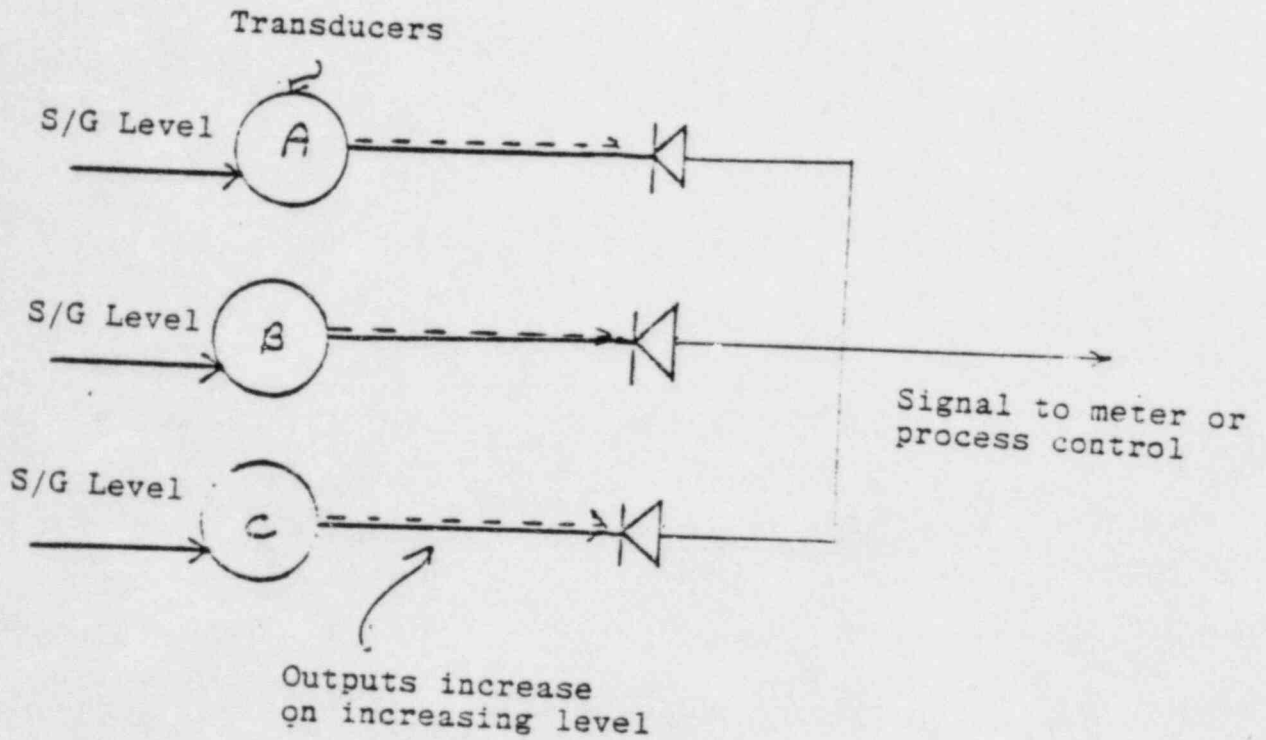 Transducers
S/G Level
A
S/G Level
B
S/G Level
C
Signal to meter or
process control
Outputs increase
on increasing level